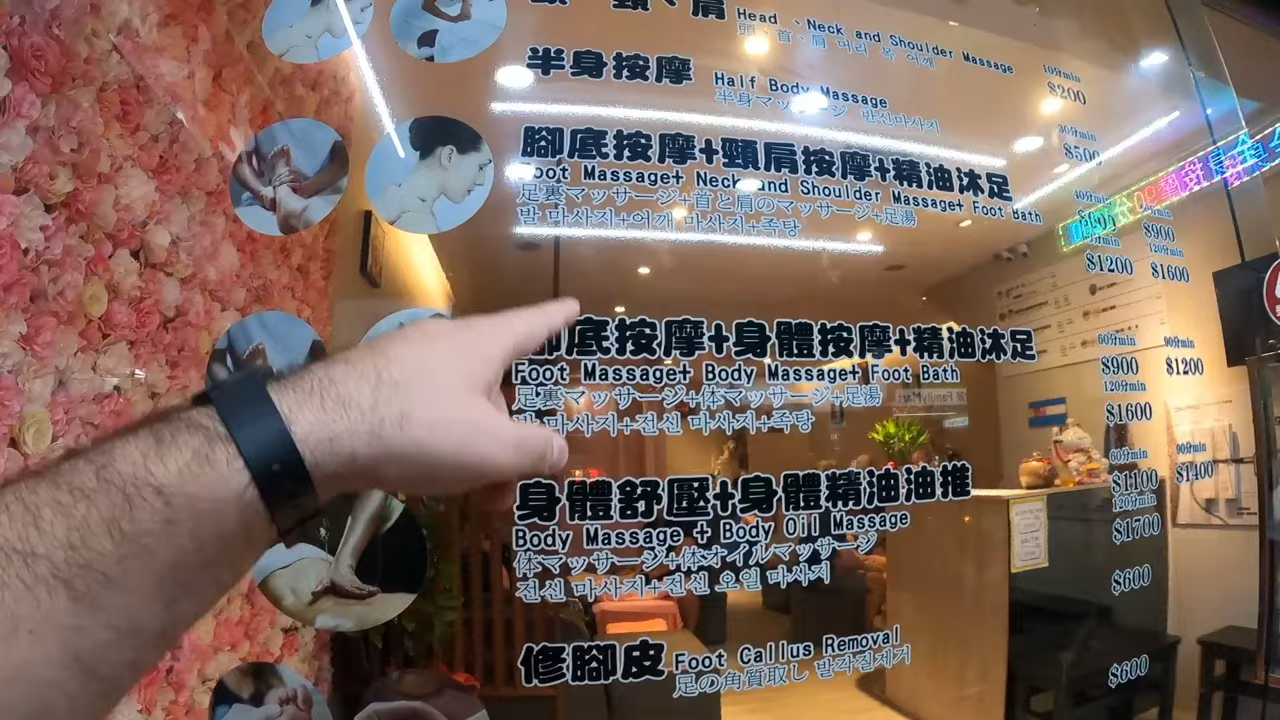 頸、肩
Head 、Neck and Shoulder Massage
頭、首、肩 머리 목 어깨
10分min
$200
半身按摩
Half Body Massage
半身マッサージ 반신마사지
30分min
$500
腳底按摩+頸肩按摩+精油沐足
Foot Massage+ Neck and Shoulder Massage+ Foot Bath
足裏マッサージ+首と肩のマッサージ+足湯
발 마사지+어깨 마사지+족탕
40分min
$900
120分min
$1200
$1600
腳底按摩+身體按摩+精油沐足
Foot Massage+ Body Massage+ Foot Bath
足裏マッサージ+体マッサージ+足湯
발 마사지+전신 마사지+족탕
60分min
90分min
$900
$1200
120分min
$1600
身體舒壓+身體精油油推
Body Massage + Body Oil Massage
体マッサージ+体オイルマッサージ
전신 마사지+전신 오일 마사지
60分min
90分min
$1100
$1400
120分min
$1700
$600
修腳皮
Foot Callus Removal
足の角質取し 발각질제거
$600